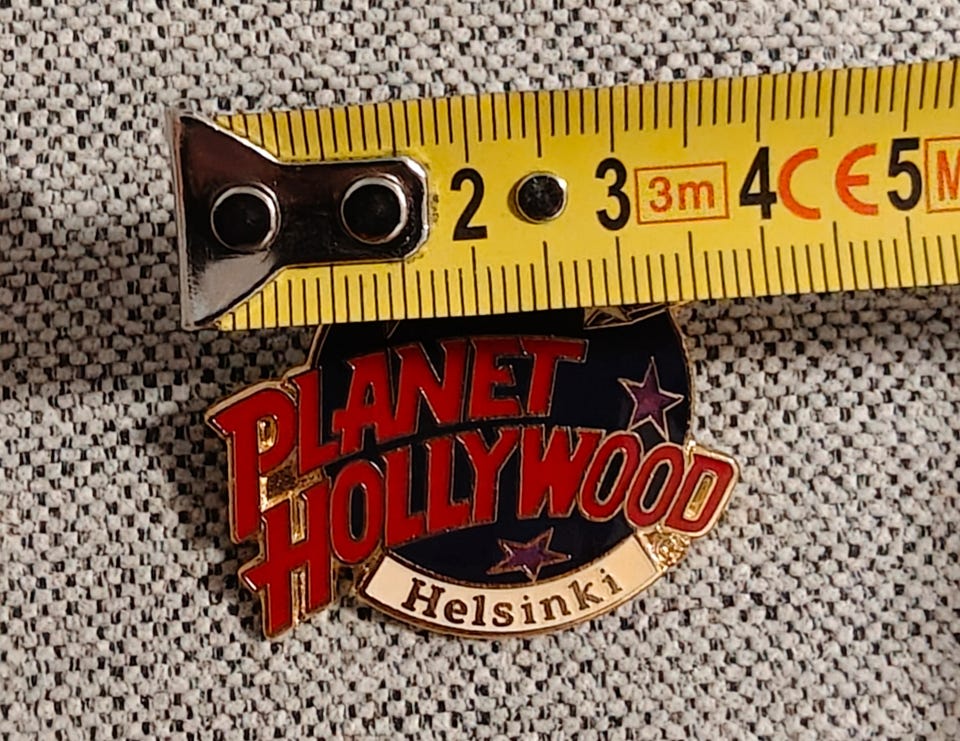 2 3 3m 4 CE 5 M
PLANET
HOLLYWOOD
Helsinki